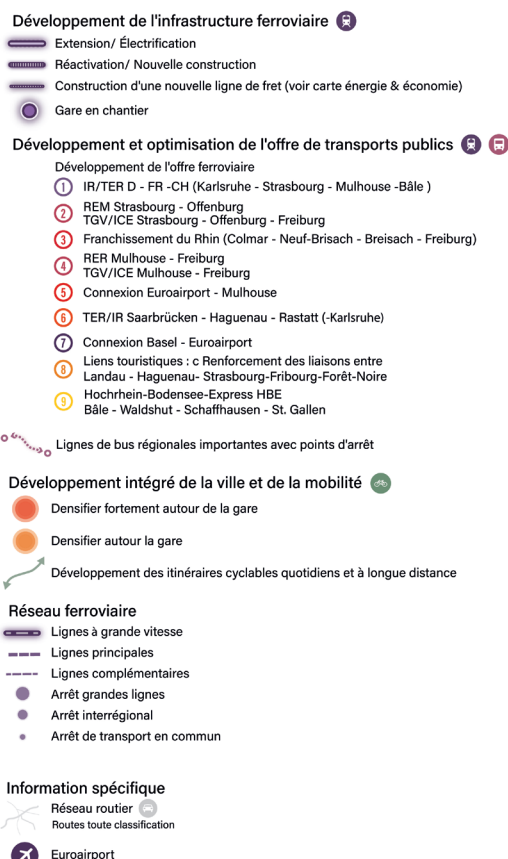 Développement de l'infrastructure ferroviaire
Extension/ Électrification
Réactivation/ Nouvelle construction
Construction d'une nouvelle ligne de fret (voir carte énergie & économie)
Gare en chantier
Développement et optimisation de l'offre de transports publics
Développement de l'offre ferroviaire
1 IR/TER D - FR -CH (Karlsruhe - Strasbourg - Mulhouse -Bâle )
2 REM Strasbourg - Offenburg
TGV/ICE Strasbourg - Offenburg - Freiburg
3 Franchissement du Rhin (Colmar - Neuf-Brisach - Breisach - Freiburg)
4 RER Mulhouse - Freiburg
TGV/ICE Mulhouse - Freiburg
5 Connexion Euroairport - Mulhouse
6 TER/IR Saarbrücken - Haguenau - Rastatt (-Karlsruhe)
7 Connexion Basel - Euroairport
8 Liens touristiques : c Renforcement des liaisons entre
Landau - Haguenau- Strasbourg-Fribourg-Forêt-Noire
9 Hochrhein-Bodensee-Express HBE
Bâle - Waldshut - Schaffhausen - St. Gallen
Lignes de bus régionales importantes avec points d'arrêt
Développement intégré de la ville et de la mobilité
Densifier fortement autour de la gare
Densifier autour la gare
Développement des itinéraires cyclables quotidiens et à longue distance
Réseau ferroviaire
Lignes à grande vitesse
Lignes principales
Lignes complémentaires
Arrêt grandes lignes
Arrêt interrégional
Arrêt de transport en commun
Information spécifique
Réseau routier
Routes toute classification
Euroairport